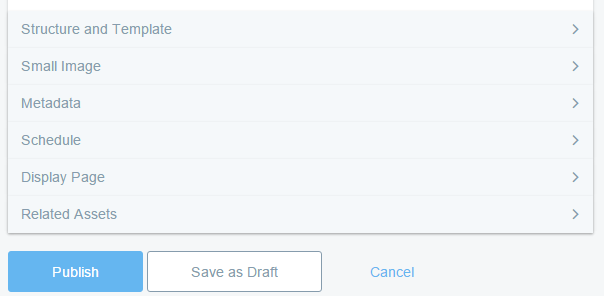 Structure and Template
Small Image
Metadata
Schedule
Display Page
Related Assets
Publish Save as Draft Cancel